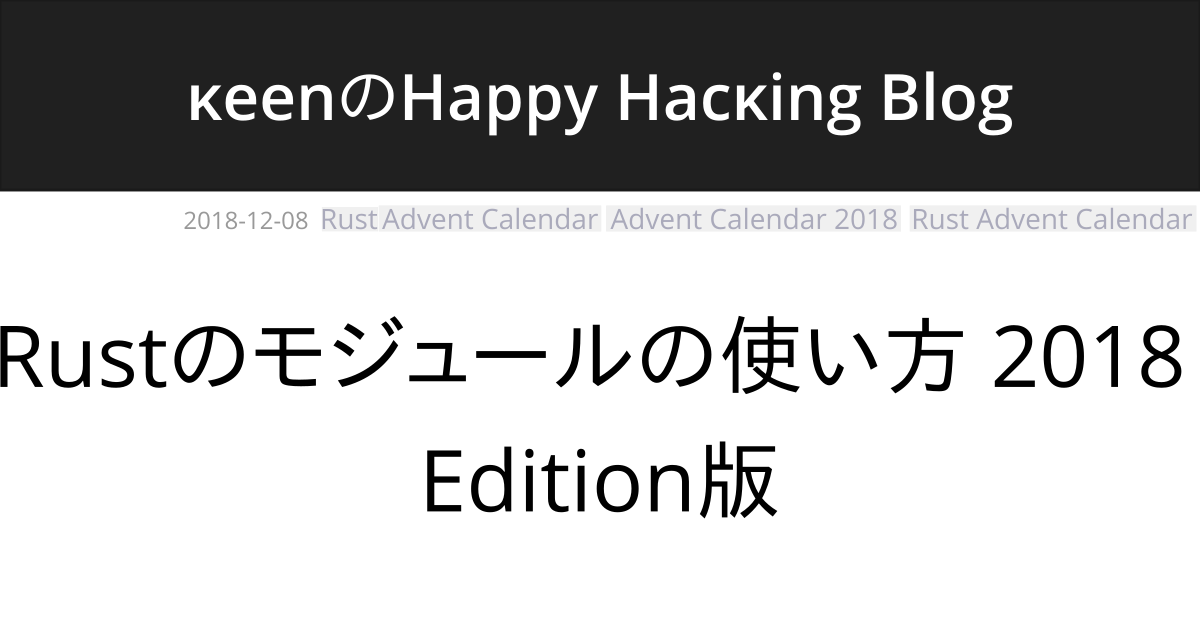 κeenのHappy Hacκing Blog
2018-12-08 Rust Advent Calendar Advent Calendar 2018 Rust Advent Calendar
Rustのモジュールの使い方 2018
Edition版